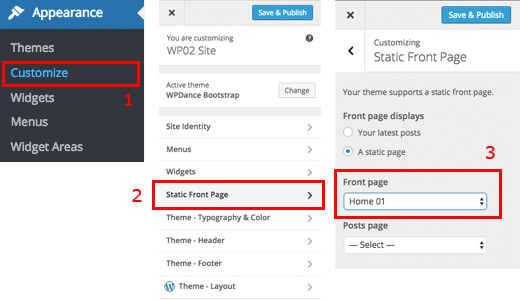 Appearance
Themes
Customize
1
Widgets
Menus
Widget Areas
Save & Publish
You are customizing
WP02 Site
Active theme
WPDance Bootstrap
Change
Site Identity
Menus
Widgets
2
Static Front Page
Theme - Typography & Color
Theme - Header
Theme - Footer
Theme - Layout
Save & Publish
Customizing
Static Front Page
Your theme supports a static front page.
Front page displays
Your latest posts
A static page
3
Front page
Home 01
Posts page
— Select —